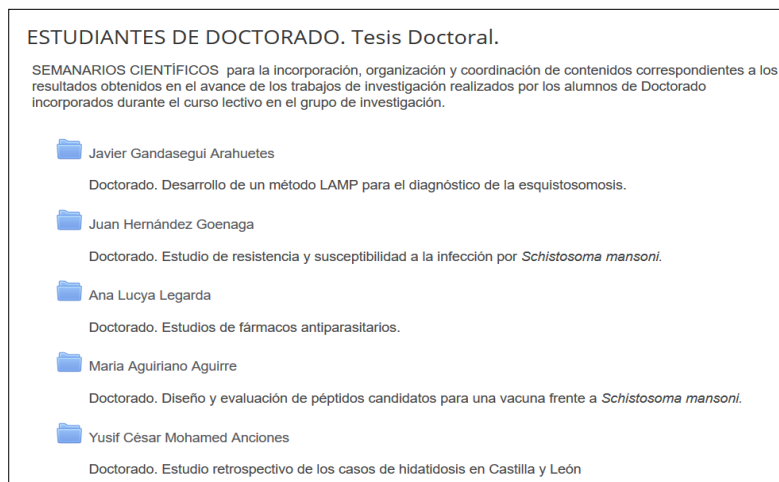 ESTUDIANTES DE DOCTORADO. Tesis Doctoral.
SEMANARIOS CIENTÍFICOS para la incorporación, organización y coordinación de contenidos correspondientes a los
resultados obtenidos en el avance de los trabajos de investigación realizados por los alumnos de Doctorado
incorporados durante el curso lectivo en el grupo de investigación.
Javier Gandasegui Arahuetes
Doctorado. Desarrollo de un método LAMP para el diagnóstico de la esquistosomosis.
Juan Hernández Goenaga
Doctorado. Estudio de resistencia y susceptibilidad a la infección por Schistosoma mansoni.
Ana Lucya Legarda
Doctorado. Estudios de fármacos antiparasitarios.
Maria Aguiriano Aguirre
Doctorado. Diseño y evaluación de péptidos candidatos para una vacuna frente a Schistosoma mansoni.
Yusif César Mohamed Anciones
Doctorado. Estudio retrospectivo de los casos de hidatidosis en Castilla y León